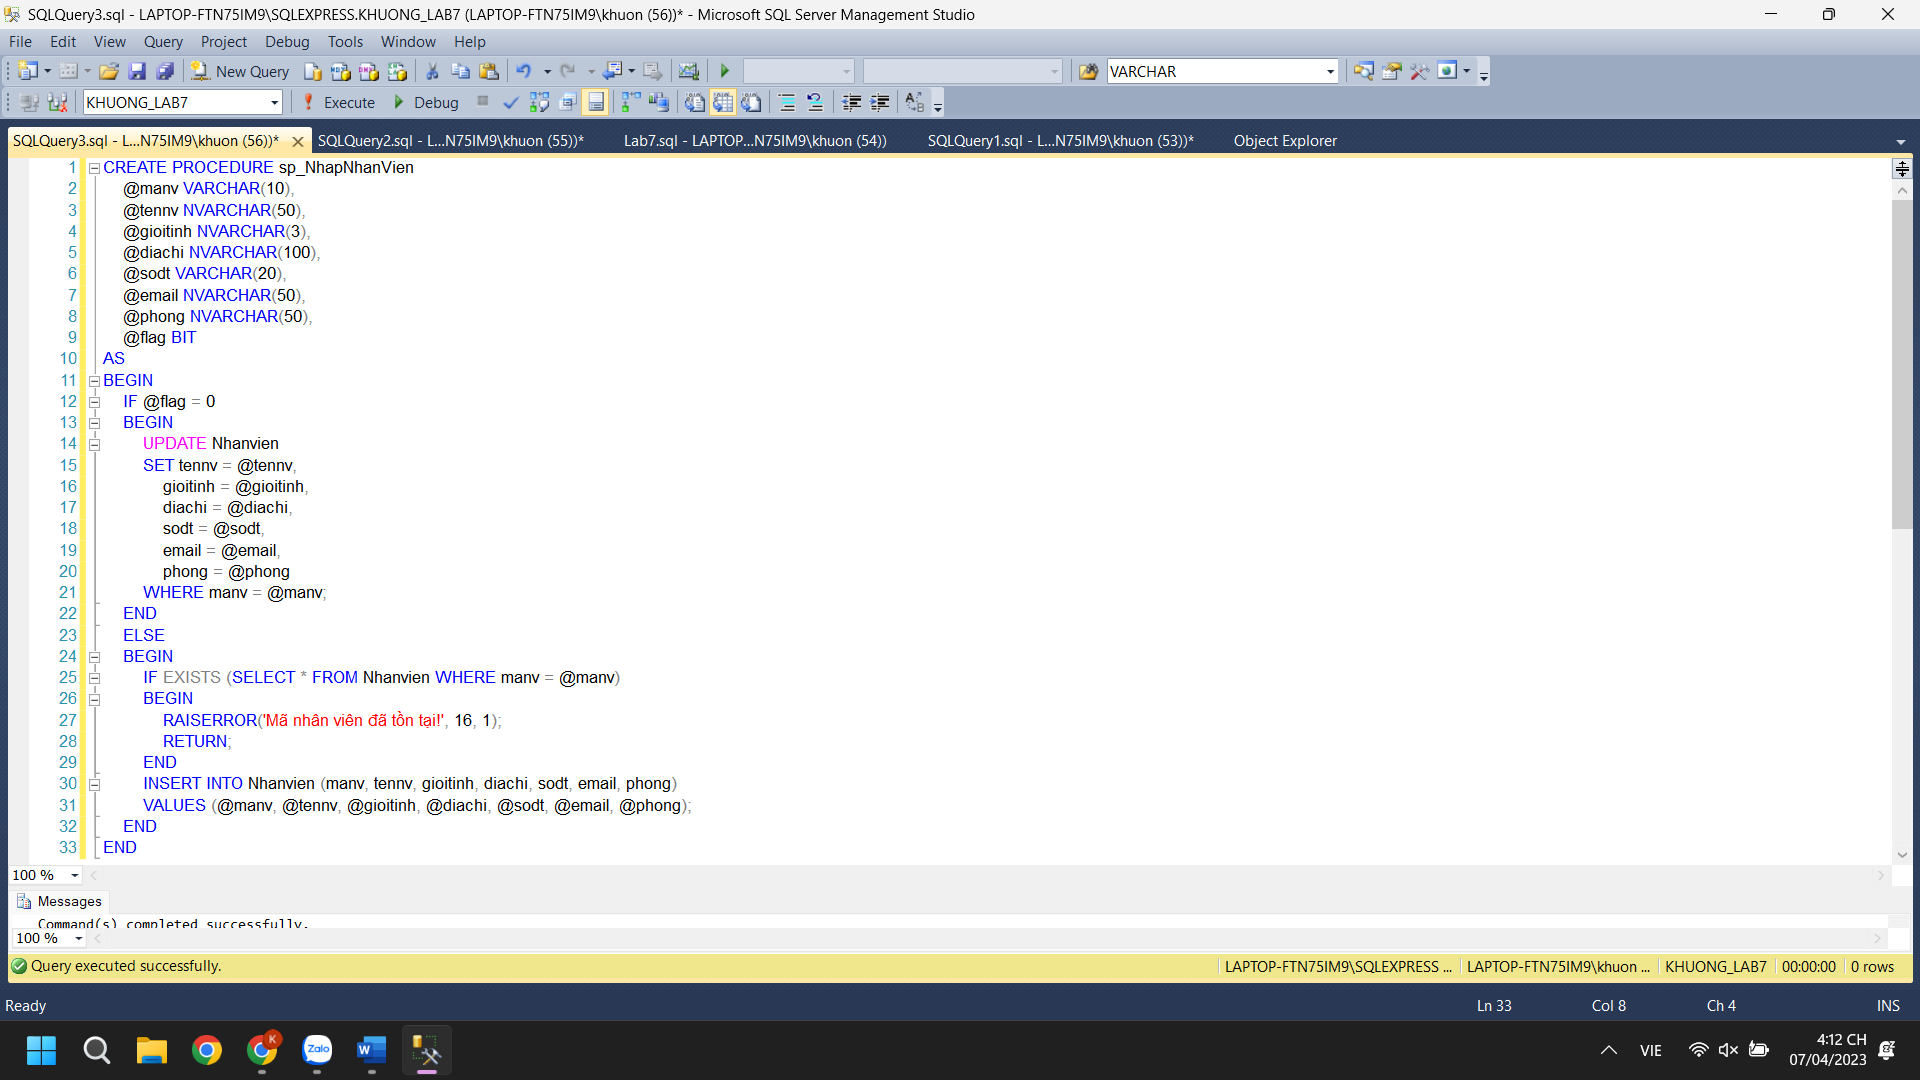 SQLQuery3.sql - LAPTOP-FTN75IM9\SQLEXPRESS.KHUONG_LAB7 (LAPTOP-FTN75IM9\khuon (56))* - Microsoft SQL Server Management Studio
File Edit View Query Project Debug Tools Window Help
New Query VARCHAR
KHUONG_LAB7 Execute Debug
SQLQuery3.sql - L...N75IM9\khuon (56))* SQLQuery2.sql - L...N75IM9\khuon (55))* Lab7.sql - LAPTOP...N75IM9\khuon (54)) SQLQuery1.sql - L...N75IM9\khuon (53))* Object Explorer
1 CREATE PROCEDURE sp_NhapNhanVien
2 @manv VARCHAR(10),
3 @tennv NVARCHAR(50),
4 @gioitinh NVARCHAR(3),
5 @diachi NVARCHAR(100),
6 @sodt VARCHAR(20),
7 @email NVARCHAR(50),
8 @phong NVARCHAR(50),
9 @flag BIT
10 AS
11 BEGIN
12 IF @flag = 0
13 BEGIN
14 UPDATE Nhanvien
15 SET tennv = @tennv,
16 gioitinh = @gioitinh,
17 diachi = @diachi,
18 sodt = @sodt,
19 email = @email,
20 phong = @phong
21 WHERE manv = @manv;
22 END
23 ELSE
24 BEGIN
25 IF EXISTS (SELECT * FROM Nhanvien WHERE manv = @manv)
26 BEGIN
27 RAISERROR('Mã nhân viên đã tồn tại!', 16, 1);
28 RETURN;
29 END
30 INSERT INTO Nhanvien (manv, tennv, gioitinh, diachi, sodt, email, phong)
31 VALUES (@manv, @tennv, @gioitinh, @diachi, @sodt, @email, @phong);
32 END
33 END
100 %
Messages
Command(s) completed successfully.
100 %
Query executed successfully. LAPTOP-FTN75IM9\SQLEXPRESS ... LAPTOP-FTN75IM9\khuon ... KHUONG_LAB7 00:00:00 0 rows
Ready Ln 33 Col 8 Ch 4 INS
K Zalo W VIE 4:12 CH
07/04/2023